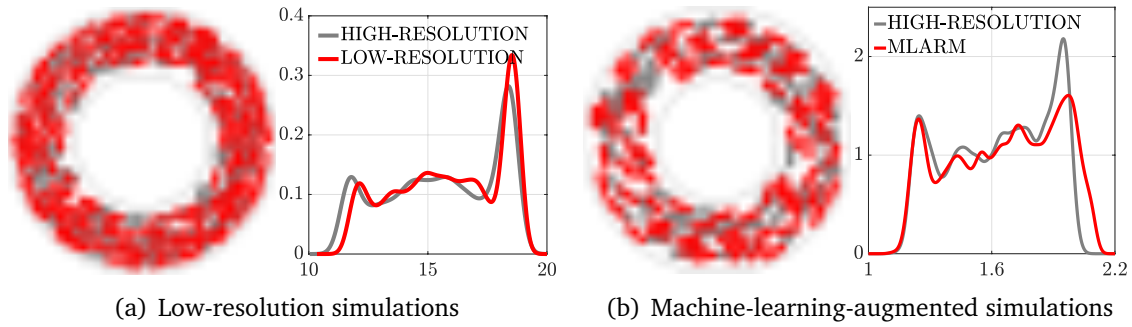 0.4
HIGH-RESOLUTION
LOW-RESOLUTION
0.3
0.2
0.1
0
10 15 20
HIGH-RESOLUTION
MLARM
2
1
0
1 1.6 2.2
(a) Low-resolution simulations
(b) Machine-learning-augmented simulations